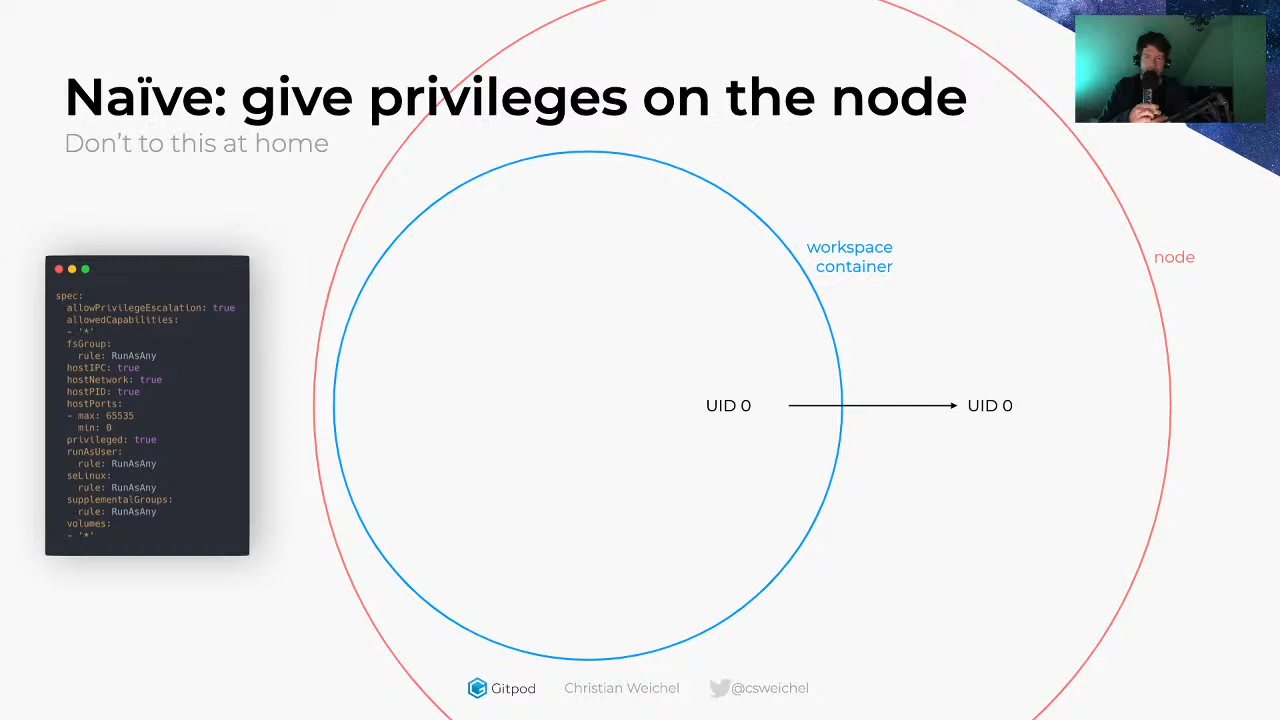 Naïve: give privileges on the node
Don't to this at home
workspace
container
node
spec:
allowPrivilegeEscalation: true
allowedCapabilities:
- '*'
fsGroup:
rule: RunAsAny
hostIPC: true
hostNetwork: true
hostPID: true
hostPorts:
- max: 65535
min: 0
privileged: true
runAsUser:
rule: RunAsAny
seLinux:
rule: RunAsAny
supplementalGroups:
rule: RunAsAny
volumes:
- '*'
UID 0
UID 0
Gitpod
Christian Weichel
@csweichel